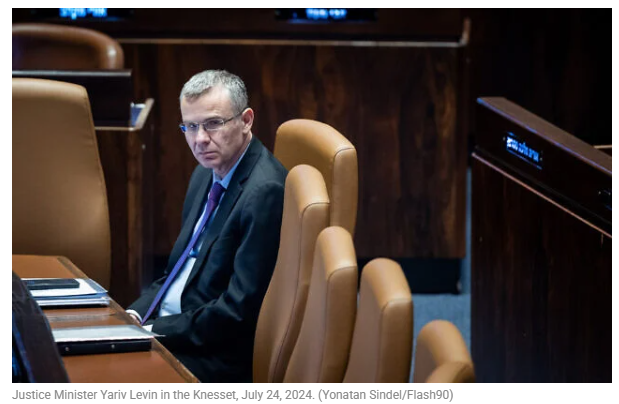 Justice Minister Yariv Levin in the Knesset, July 24, 2024. (Yonatan Sindel/Flash90)